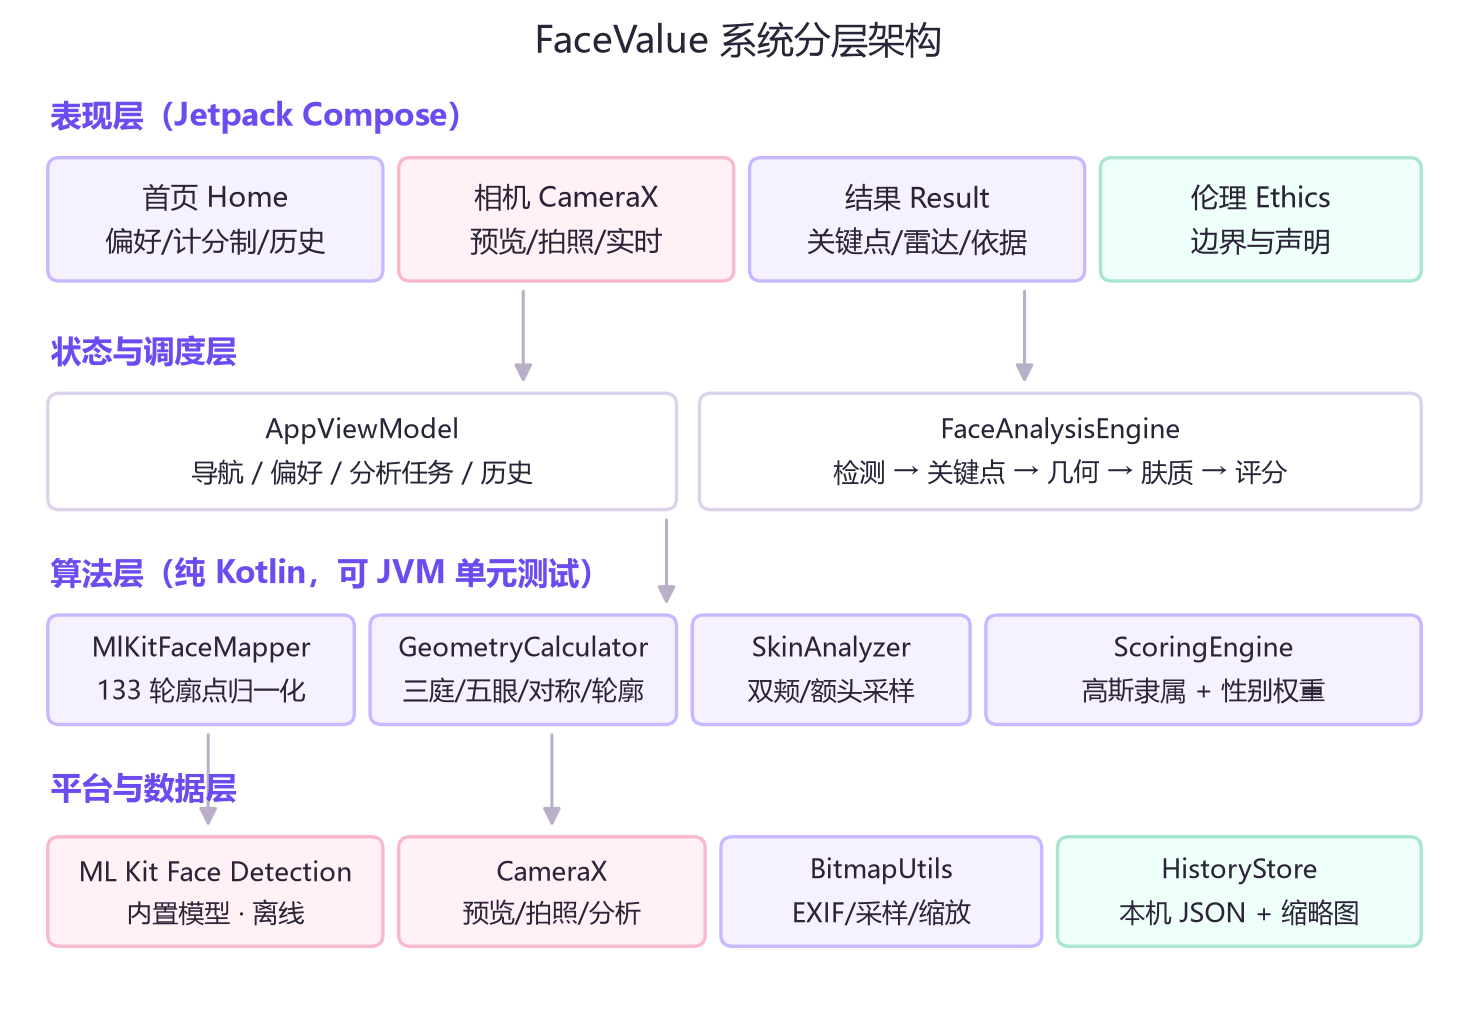 FaceValue 系统分层架构
表现层（Jetpack Compose）
首页 Home
偏好/计分制/历史
相机 CameraX
预览/拍照/实时
结果 Result
关键点/雷达/依据
伦理 Ethics
边界与声明
状态与调度层
AppViewModel
导航 / 偏好 / 分析任务 / 历史
FaceAnalysisEngine
检测 → 关键点 → 几何 → 肤质 → 评分
算法层（纯 Kotlin，可 JVM 单元测试）
MlKitFaceMapper
133 轮廓点归一化
GeometryCalculator
三庭/五眼/对称/轮廓
SkinAnalyzer
双颊/额头采样
ScoringEngine
高斯隶属 + 性别权重
平台与数据层
ML Kit Face Detection
内置模型 · 离线
CameraX
预览/拍照/分析
BitmapUtils
EXIF/采样/缩放
HistoryStore
本机 JSON + 缩略图